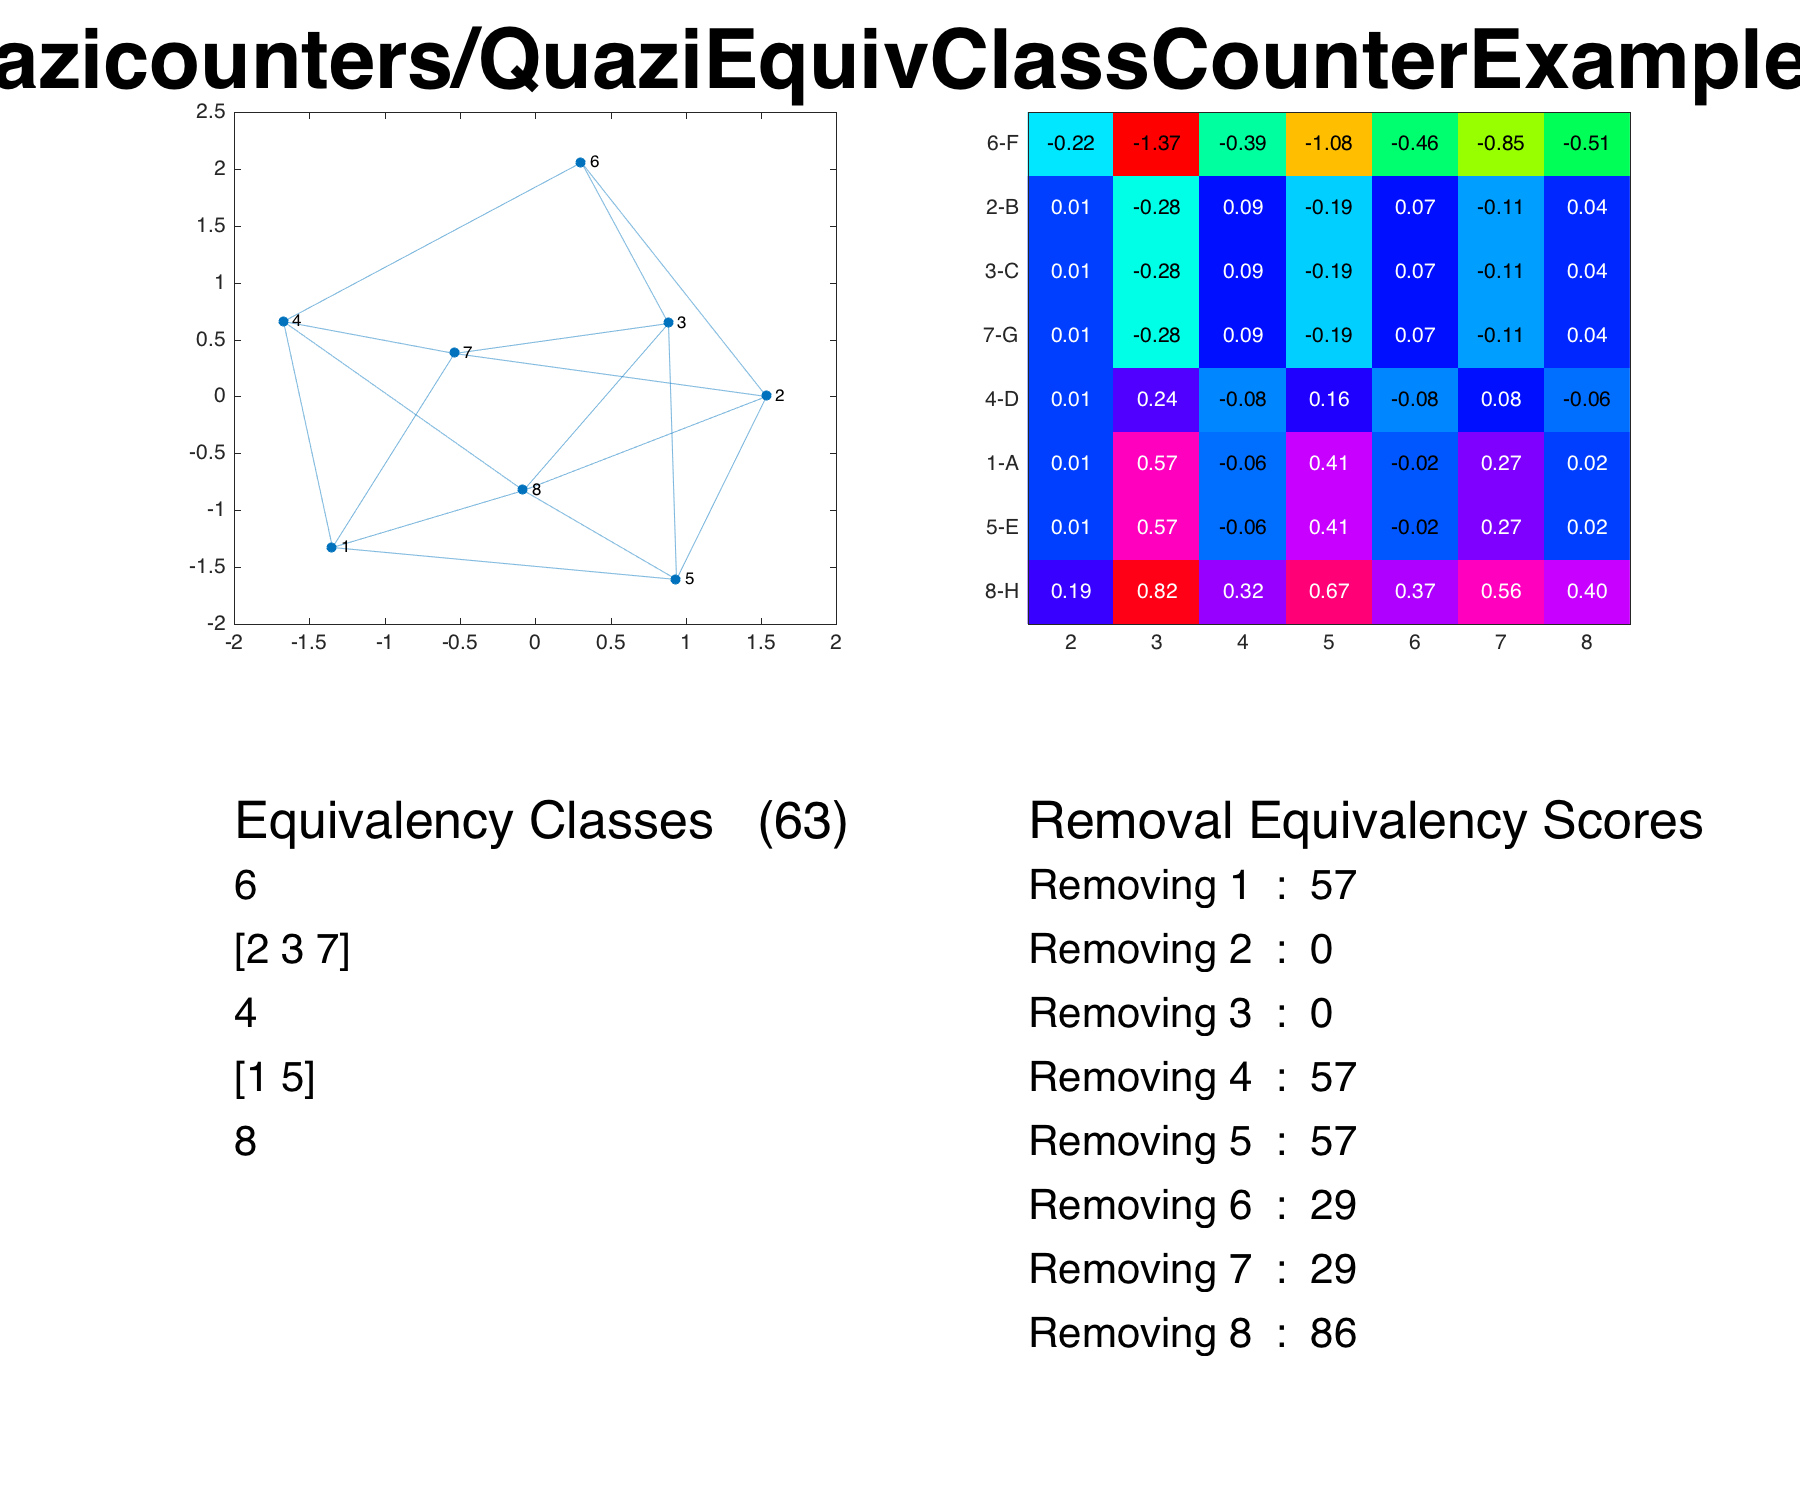 azicounters/QuaziEquivClassCounterExample
2.5
2
1.5
1
0.5
0
-0.5
-1
-1.5
-2
-2 -1.5 -1 -0.5 0 0.5 1 1.5 2
6
4
3
7
2
8
1
5
6-F -0.22 -1.37 -0.39 -1.08 -0.46 -0.85 -0.51
2-B 0.01 -0.28 0.09 -0.19 0.07 -0.11 0.04
3-C 0.01 -0.28 0.09 -0.19 0.07 -0.11 0.04
7-G 0.01 -0.28 0.09 -0.19 0.07 -0.11 0.04
4-D 0.01 0.24 -0.08 0.16 -0.08 0.08 -0.06
1-A 0.01 0.57 -0.06 0.41 -0.02 0.27 0.02
5-E 0.01 0.57 -0.06 0.41 -0.02 0.27 0.02
8-H 0.19 0.82 0.32 0.67 0.37 0.56 0.40
2 3 4 5 6 7 8
Equivalency Classes (63)
6
[2 3 7]
4
[1 5]
8
Removal Equivalency Scores
Removing 1 : 57
Removing 2 : 0
Removing 3 : 0
Removing 4 : 57
Removing 5 : 57
Removing 6 : 29
Removing 7 : 29
Removing 8 : 86